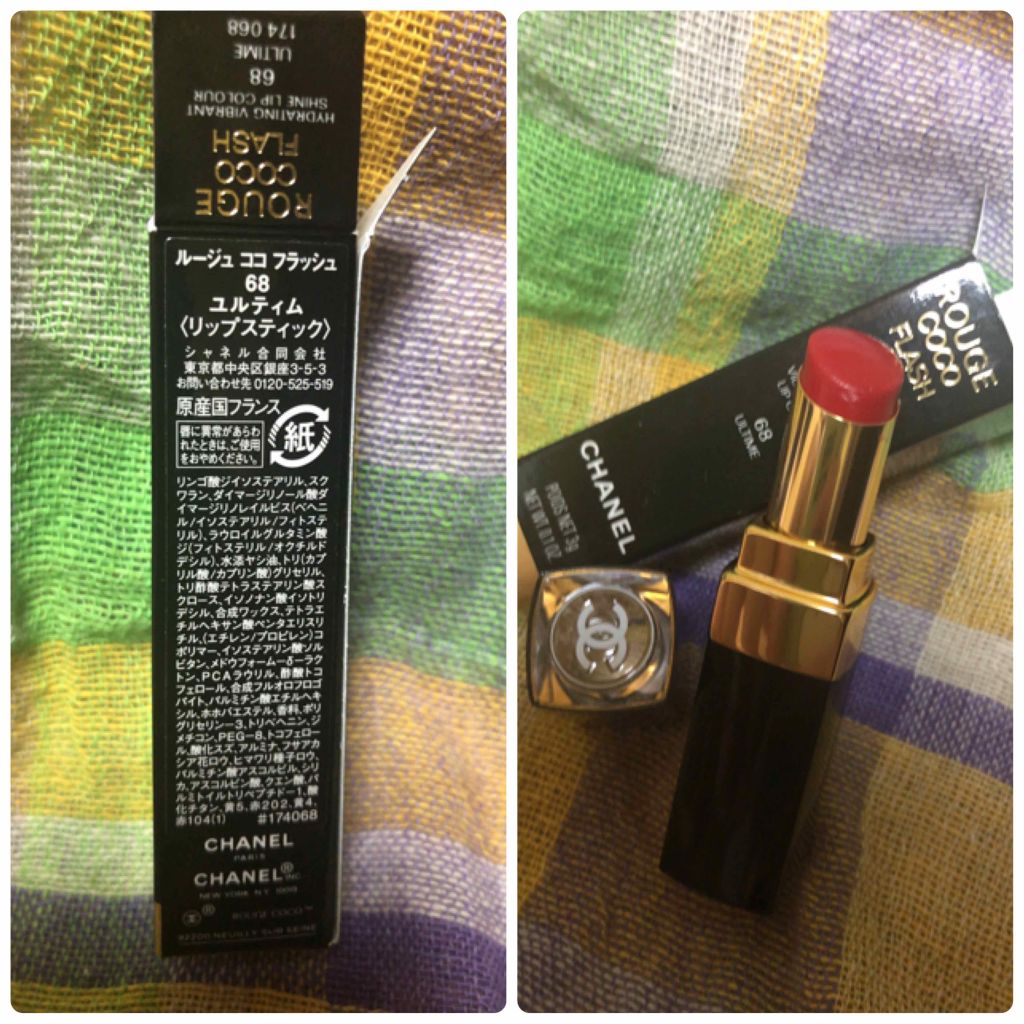 174 068
ULTIME
68
HYDRATING VIBRANT
SHINE LIP COLOUR
ROUGE
COCO
FLASH
ルージュ ココ フラッシュ
68
ユルティム
〈リップスティック〉
シャネル合同会社
東京都中央区銀座3-5-3
お問い合わせ先 0120-525-519
原産国フランス
紙
唇に異常があらわ
れたときは、ご使用
をおやめください。
リンゴ酸ジイソステアリル、スク
ワラン、ダイマージリノール酸ダ
イマージリノレイルビス(ベヘニ
ル/イソステアリル/フィトステ
リル)、ラウロイルグルタミン酸
ジ(フィトステリル/オクチルド
デシル)、水添ヤシ油、トリ(カプ
リル酸/カプリン酸)グリセリル、
トリ酢酸テトラステアリン酸ス
クロース、イソノナン酸イソトリ
デシル、合成ワックス、テトラエ
チルヘキサン酸ペンタエリスリ
チル、(エチレン/プロピレン)コ
ポリマー、イソステアリン酸ソル
ビタン、メドウフォーム-δ-ラクト
ン、PCAラウリル、酢酸トコ
フェロール、合成フルオロフロゴ
パイト、パルミチン酸エチルヘキ
シル、ホホバエステル、香料、ポリ
グリセリン-3、トリベヘニン、ジ
メチコン、PEG-8、トコフェロー
ル、酸化スズ、アルミナ、フサアカ
シア花ロウ、ヒマワリ種子ロウ、
パルミチン酸アスコルビル、シリ
カ、アスコルビン酸、クエン酸、パ
ルミトイルトリペプチド-1、酸
化チタン、黄5、赤202、黄4、
赤104(1) #174068
CHANEL
PARIS
CHANEL® INC.
NEW YORK, N.Y.
ROUGE COCO
92200 NEUILLY SUR SEINE
ROUGE
COCO
FLASH
LIP
68
ULTIME
CHANEL
POIDS NET 3g
NET WT 0.1 OZ